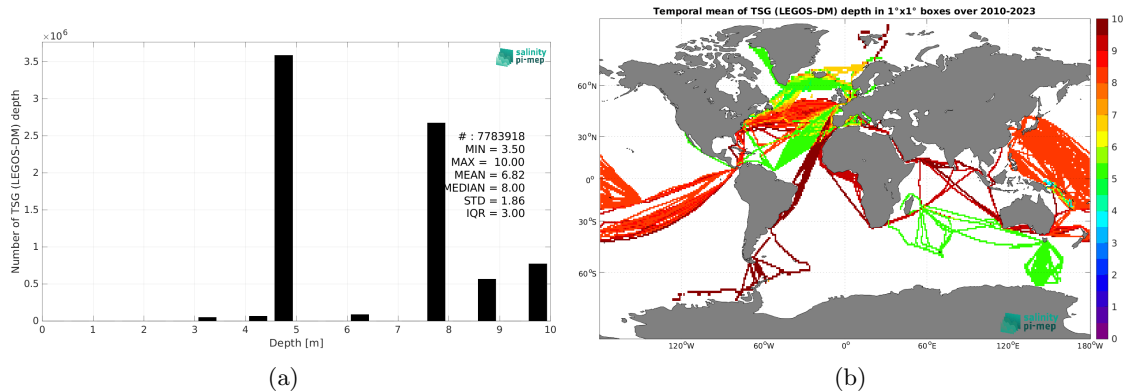 ×10⁶
3.5
3
2.5
2
1.5
1
0.5
0
Number of TSG (LEGOS-DM) depth
salinity
pi-mep
# : 7783918
MIN = 3.50
MAX = 10.00
MEAN = 6.82
MEDIAN = 8.00
STD = 1.86
IQR = 3.00
0 1 2 3 4 5 6 7 8 9 10
Depth [m]
(a)
Temporal mean of TSG (LEGOS-DM) depth in 1°x1° boxes over 2010-2023
60°N
30°N
0°
30°S
60°S
120°W 60°W 0° 60°E 120°E 180°W
salinity
pi-mep
10
9
8
7
6
5
4
3
2
1
0
(b)